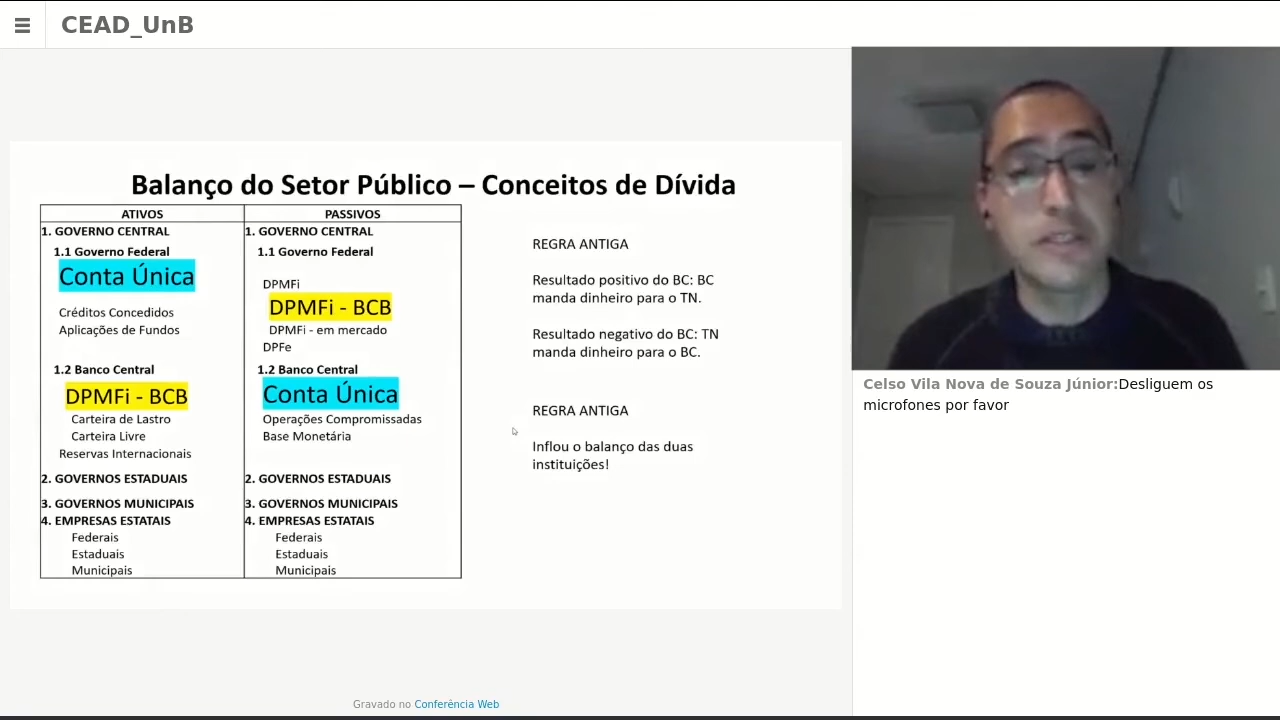 CEAD_UnB
Balanço do Setor Público – Conceitos de Dívida
ATIVOS
1. GOVERNO CENTRAL
1.1 Governo Federal
Conta Única
Créditos Concedidos
Aplicações de Fundos
1.2 Banco Central
DPMFi - BCB
Carteira de Lastro
Carteira Livre
Reservas Internacionais
2. GOVERNOS ESTADUAIS
3. GOVERNOS MUNICIPAIS
4. EMPRESAS ESTATAIS
Federais
Estaduais
Municipais
PASSIVOS
1. GOVERNO CENTRAL
1.1 Governo Federal
DPMFi
DPMFi - BCB
DPMFi - em mercado
DPFe
1.2 Banco Central
Conta Única
Operações Compromissadas
Base Monetária
2. GOVERNOS ESTADUAIS
3. GOVERNOS MUNICIPAIS
4. EMPRESAS ESTATAIS
Federais
Estaduais
Municipais
REGRA ANTIGA
Resultado positivo do BC: BC
manda dinheiro para o TN.
Resultado negativo do BC: TN
manda dinheiro para o BC.
REGRA ANTIGA
Inflou o balanço das duas
instituições!
Celso Vila Nova de Souza Júnior:Desliguem os
microfones por favor
Gravado no Conferência Web